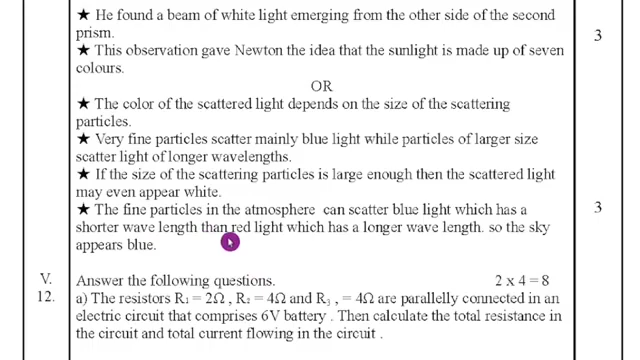 ★ He found a beam of white light emerging from the other side of the second
prism.
3
★ This observation gave Newton the idea that the sunlight is made up of seven
colours.
OR
★ The color of the scattered light depends on the size of the scattering
particles.
★ Very fine particles scatter mainly blue light while particles of larger size
scatter light of longer wavelengths.
★ If the size of the scattering particles is large enough then the scattered light
may even appear white.
★ The fine particles in the atmosphere can scatter blue light which has a
3
shorter wave length than red light which has a longer wave length. so the sky
appears blue.
V. Answer the following questions. 2 x 4 = 8
12. a) The resistors R₁ = 2Ω , R₂ = 4Ω and R₃ , = 4Ω are parallely connected in an
electric circuit that comprises 6V battery . Then calculate the total resistance in
the circuit and total current flowing in the circuit .